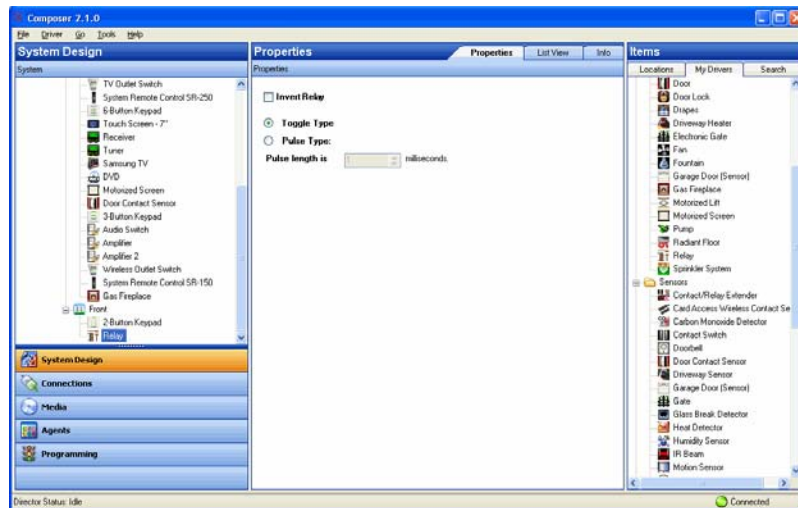 Composer 2.1.0
File Driver Go Tools Help
System Design
System
TV Outlet Switch
System Remote Control SR-250
6-Button Keypad
Touch Screen - 7"
Receiver
Tuner
Samsung TV
DVD
Motorized Screen
Door Contact Sensor
3-Button Keypad
Audio Switch
Amplifier
Amplifier 2
Wireless Outlet Switch
System Remote Control SR-150
Gas Fireplace
Front
2-Button Keypad
Relay
System Design
Connections
Media
Agents
Programming
Properties
Properties List View Info
Properties
Invert Relay
Toggle Type
Pulse Type:
Pulse length is 1 milliseconds.
Items
Locations My Drivers Search
Door
Door Lock
Drapes
Driveway Heater
Electronic Gate
Fan
Fountain
Garage Door (Sensor)
Gas Fireplace
Motorized Lift
Motorized Screen
Pump
Radiant Floor
Relay
Sprinkler System
Sensors
Contact/Relay Extender
Card Access Wireless Contact Se
Carbon Monoxide Detector
Contact Switch
Doorbell
Door Contact Sensor
Driveway Sensor
Garage Door (Sensor)
Gate
Glass Break Detector
Heat Detector
Humidity Sensor
IR Beam
Motion Sensor
Director Status: Idle
Connected